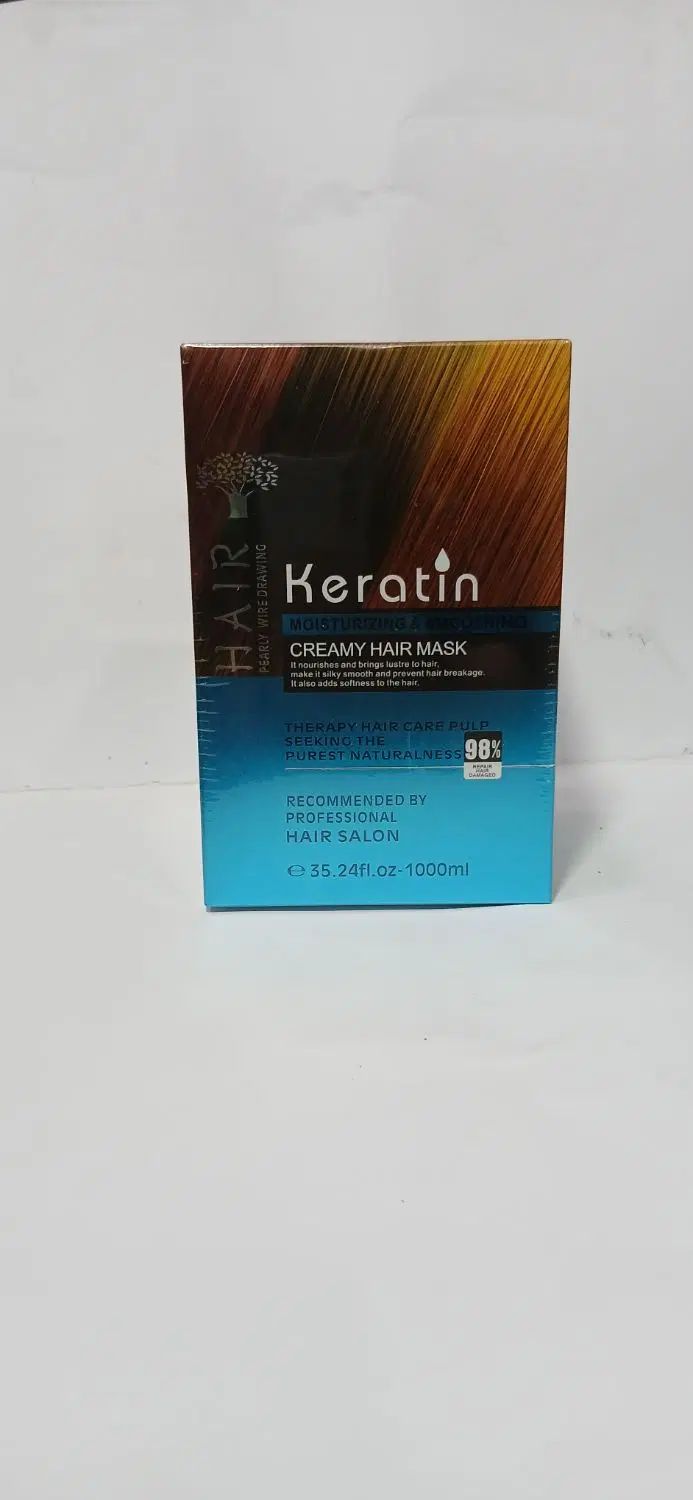 HAIR
PEARLY WIRE DRAWING
Keratin
MOISTURIZING & SMOOTHING
CREAMY HAIR MASK
It nourishes and brings lustre to hair,
make it silky smooth and prevent hair breakage.
It also adds softness to the hair.
THERAPY HAIR CARE PULP
SEEKING THE
PUREST NATURALNESS
98%
REPAIR
HAIR
DAMAGED
RECOMMENDED BY
PROFESSIONAL
HAIR SALON
℮ 35.24fl.oz-1000ml